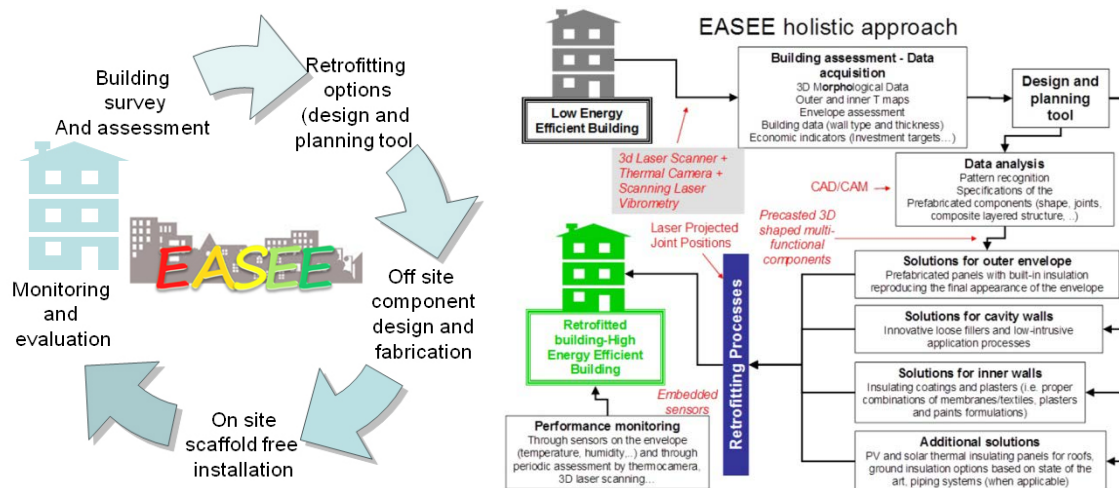 Building
survey
And assessment
Retrofitting
options
(design and
planning tool
Off site
component
design and
fabrication
On site
scaffold free
installation
Monitoring
and
evaluation
EASEE
EASEE holistic approach
Low Energy
Efficient Building
Building assessment - Data
acquisition
3D Morphological Data
Outer and inner T maps
Envelope assessment
Building data (wall type and thickness)
Economic indicators (Investment targets...)
Design and
planning
tool
3d Laser Scanner +
Thermal Camera +
Scanning Laser
Vibrometry
CAD/CAM
Data analysis
Pattern recognition
Specifications of the
Prefabricated components (shape, joints,
composite layered structure, ..)
Laser Projected
Joint Positions
Precasted 3D
shaped multi-
functional
components
Solutions for outer envelope
Prefabricated panels with built-in insulation
reproducing the final appearance of the envelope
Solutions for cavity walls
Innovative loose fillers and low-intrusive
application processes
Solutions for inner walls
Insulating coatings and plasters (i.e. proper
combinations of membranes/textiles, plasters
and paints formulations)
Additional solutions
PV and solar thermal insulating panels for roofs,
ground insulation options based on state of the
art, piping systems (when applicable)
Retrofitting Processes
Retrofitted
building-High
Energy Efficient
Building
Embedded
sensors
Performance monitoring
Through sensors on the envelope
(temperature, humidity,..) and through
periodic assessment by thermocamera,
3D laser scanning...